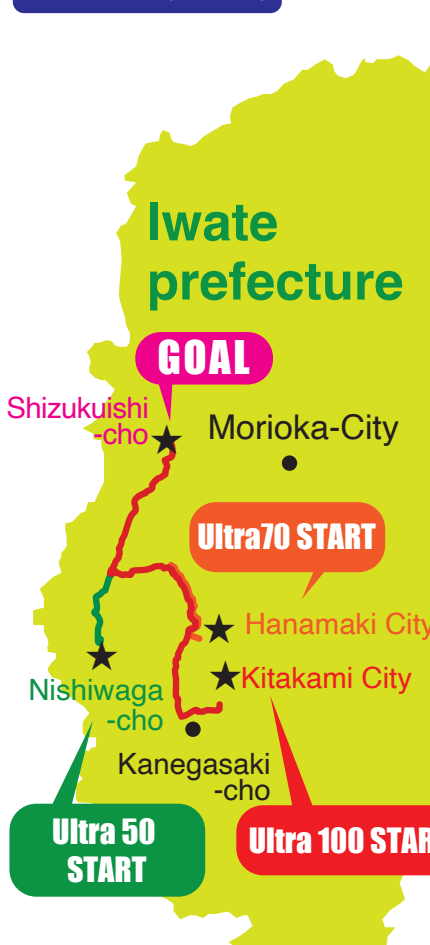 Iwate
prefecture
GOAL
Shizukuishi
-cho
Morioka-City
Ultra70 START
Hanamaki City
Kitakami City
Nishiwaga
-cho
Kanegasaki
-cho
Ultra 50
START
Ultra 100 STAR